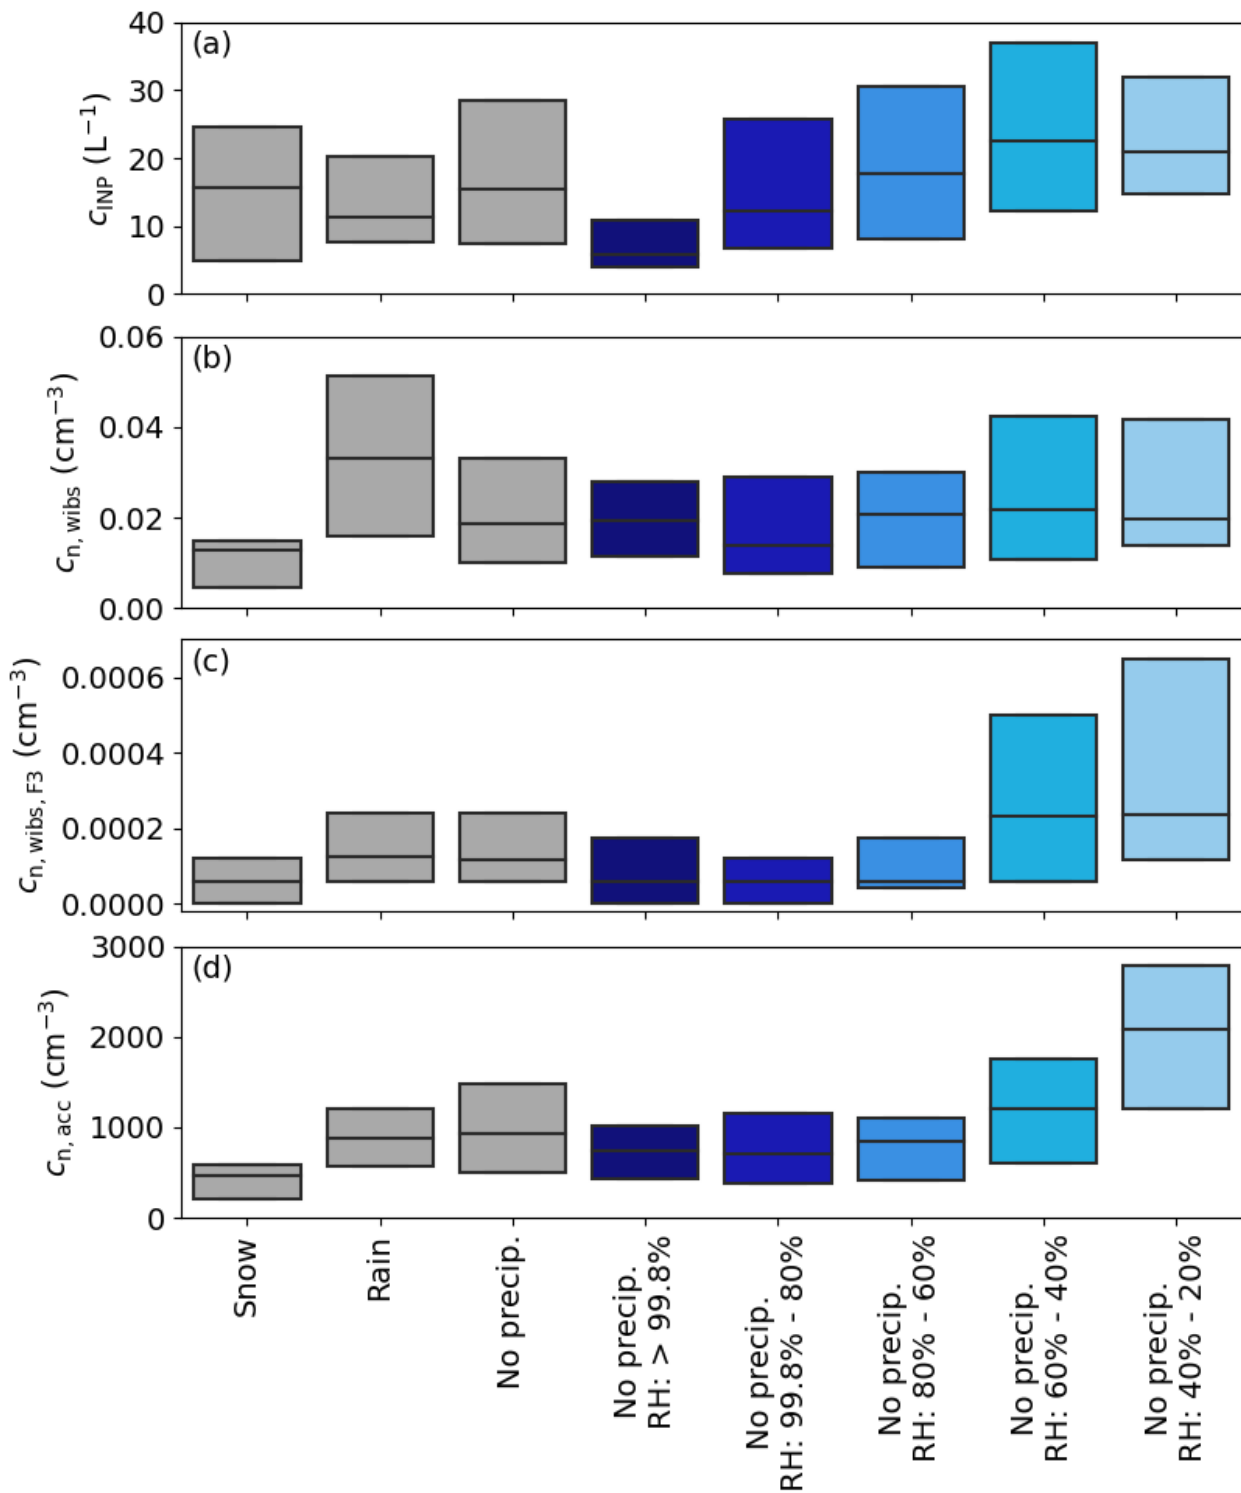 (a)
40
30
20
10
0
c_INP (L⁻¹)
(b)
0.06
0.04
0.02
0.00
c_n, wibs (cm⁻³)
(c)
0.0006
0.0004
0.0002
0.0000
c_n, wibs, F3 (cm⁻³)
(d)
3000
2000
1000
0
c_n, acc (cm⁻³)
Snow
Rain
No precip.
No precip.
RH: > 99.8%
No precip.
RH: 99.8% - 80%
No precip.
RH: 80% - 60%
No precip.
RH: 60% - 40%
No precip.
RH: 40% - 20%